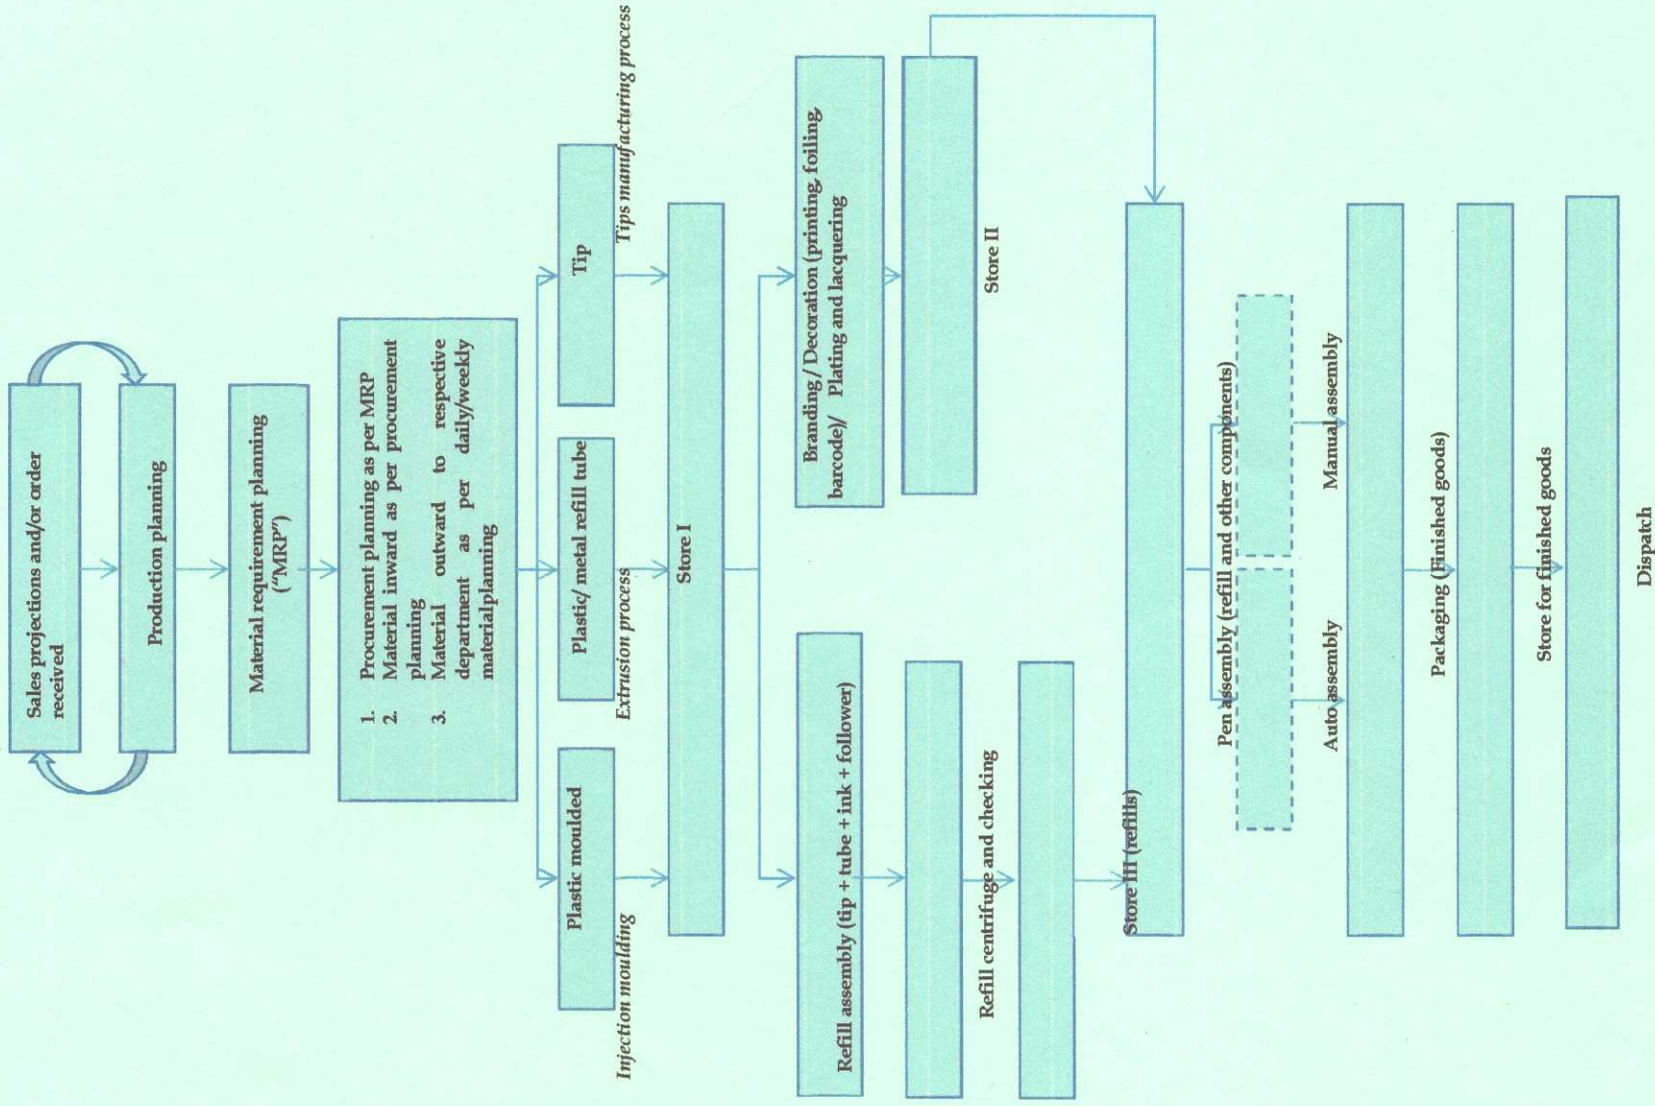 Sales projections and/or order
received
Production planning
Material requirement planning
("MRP")
1. Procurement planning as per MRP
2. Material inward as per procurement
planning
3. Material outward to respective
department as per daily/weekly
materialplanning
Plastic moulded
Plastic/ metal refill tube
Tip
Injection moulding
Extrusion process
Tips manufacturing process
Store I
Refill assembly (tip + tube + ink + follower)
Branding / Decoration (printing, foiling,
barcode)/ Plating and lacquering
Refill centrifuge and checking
Store II
Store III (refills)
Pen assembly (refill and other components)
Auto assembly
Manual assembly
Packaging (Finished goods)
Store for finished goods
Dispatch